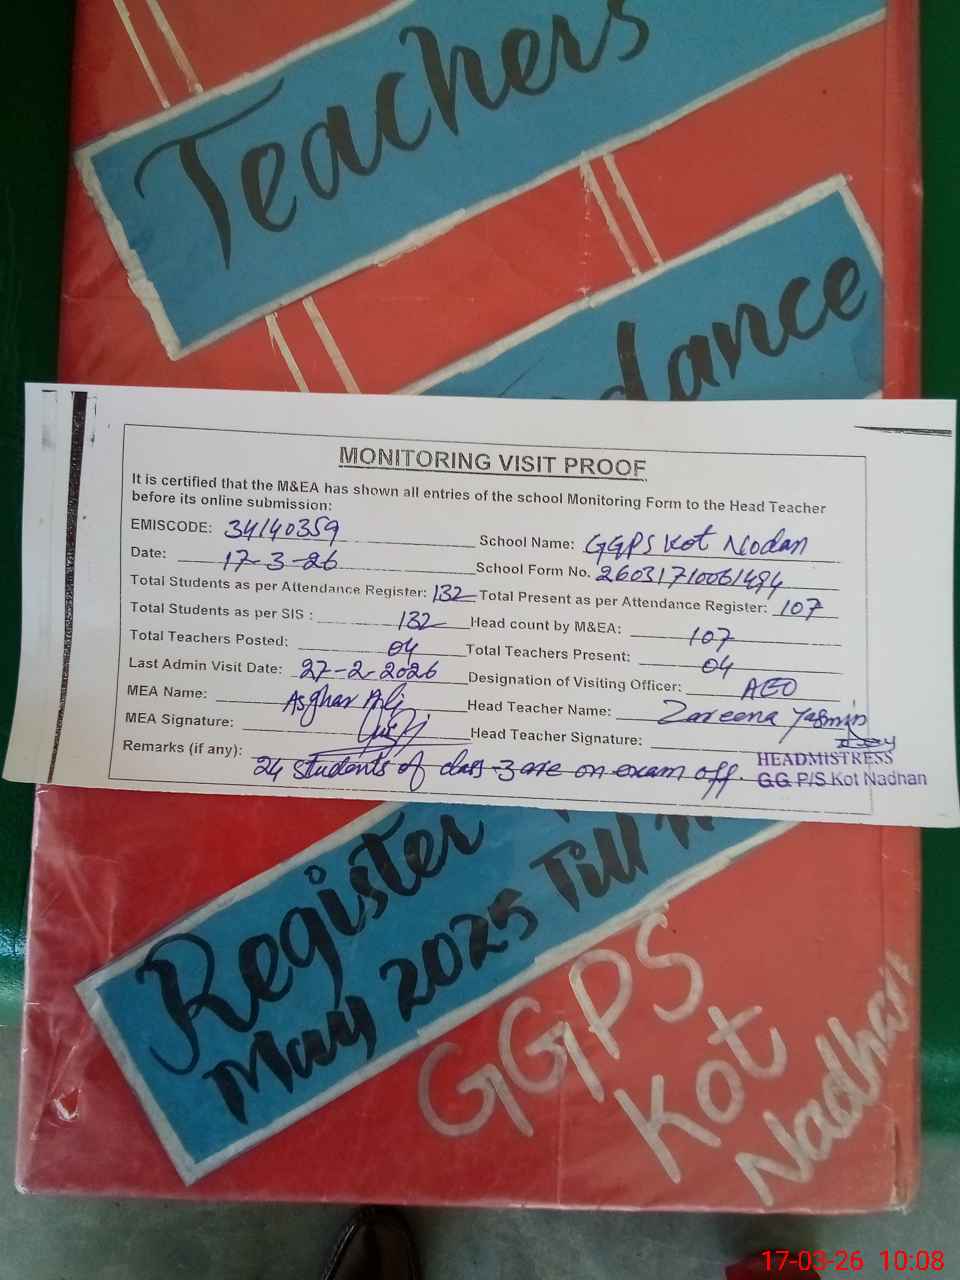 Teachers
dance
MONITORING VISIT PROOF
It is certified that the M&EA has shown all entries of the school Monitoring Form to the Head Teacher
before its online submission:
EMISCODE: 34140359 School Name: GGPS Kot Nodan
Date: 17-3-26 School Form No. 26031710061494
Total Students as per Attendance Register: 132 Total Present as per Attendance Register: 107
Total Students as per SIS : 132 Head count by M&EA: 107
Total Teachers Posted: 04 Total Teachers Present: 04
Last Admin Visit Date: 27-2-2026 Designation of Visiting Officer: AEO
MEA Name: Asghar Ali Head Teacher Name: Zareena Yasmin
MEA Signature: Head Teacher Signature:
Remarks (if any): 24 students of class-3 are on exam off.
HEADMISTRESS
GG P/S Kot Nadhan
Register
May 2025 Till
GGPS
Kot
Nadhan
17-03-26 10:08